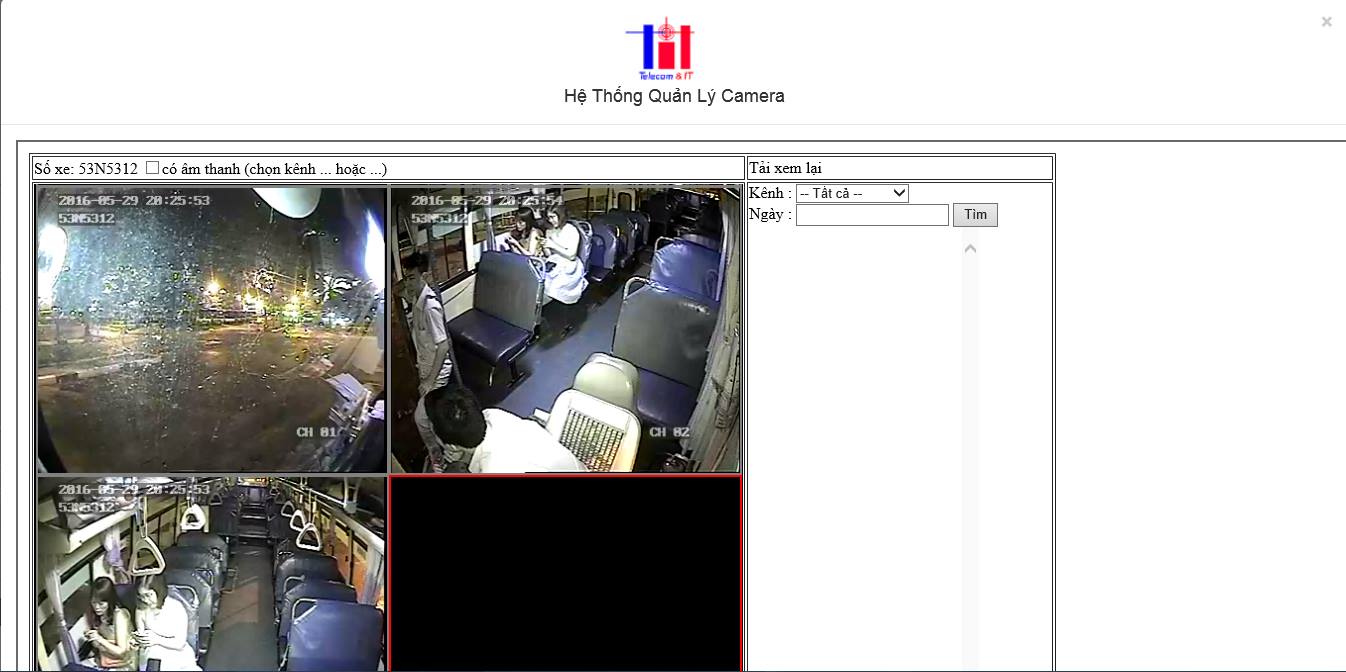 ×
Telecom & IT
Hệ Thống Quản Lý Camera
Số xe: 53N5312 có âm thanh (chọn kênh ... hoặc ...)
Tải xem lại
2016-05-29 20:25:53
53N5312
CH 01
2016-05-29 20:25:54
53N5312
CH 02
Kênh : -- Tất cả --
Ngày : Tìm
2016-05-29 20:25:53
53N5312